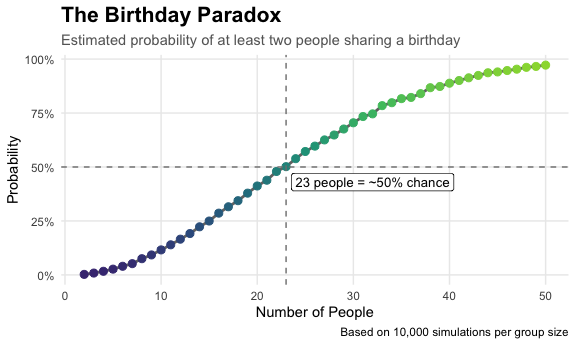 The Birthday Paradox
Estimated probability of at least two people sharing a birthday
100%
75%
50%
25%
0%
Probability
23 people = ~50% chance
0 10 20 30 40 50
Number of People
Based on 10,000 simulations per group size